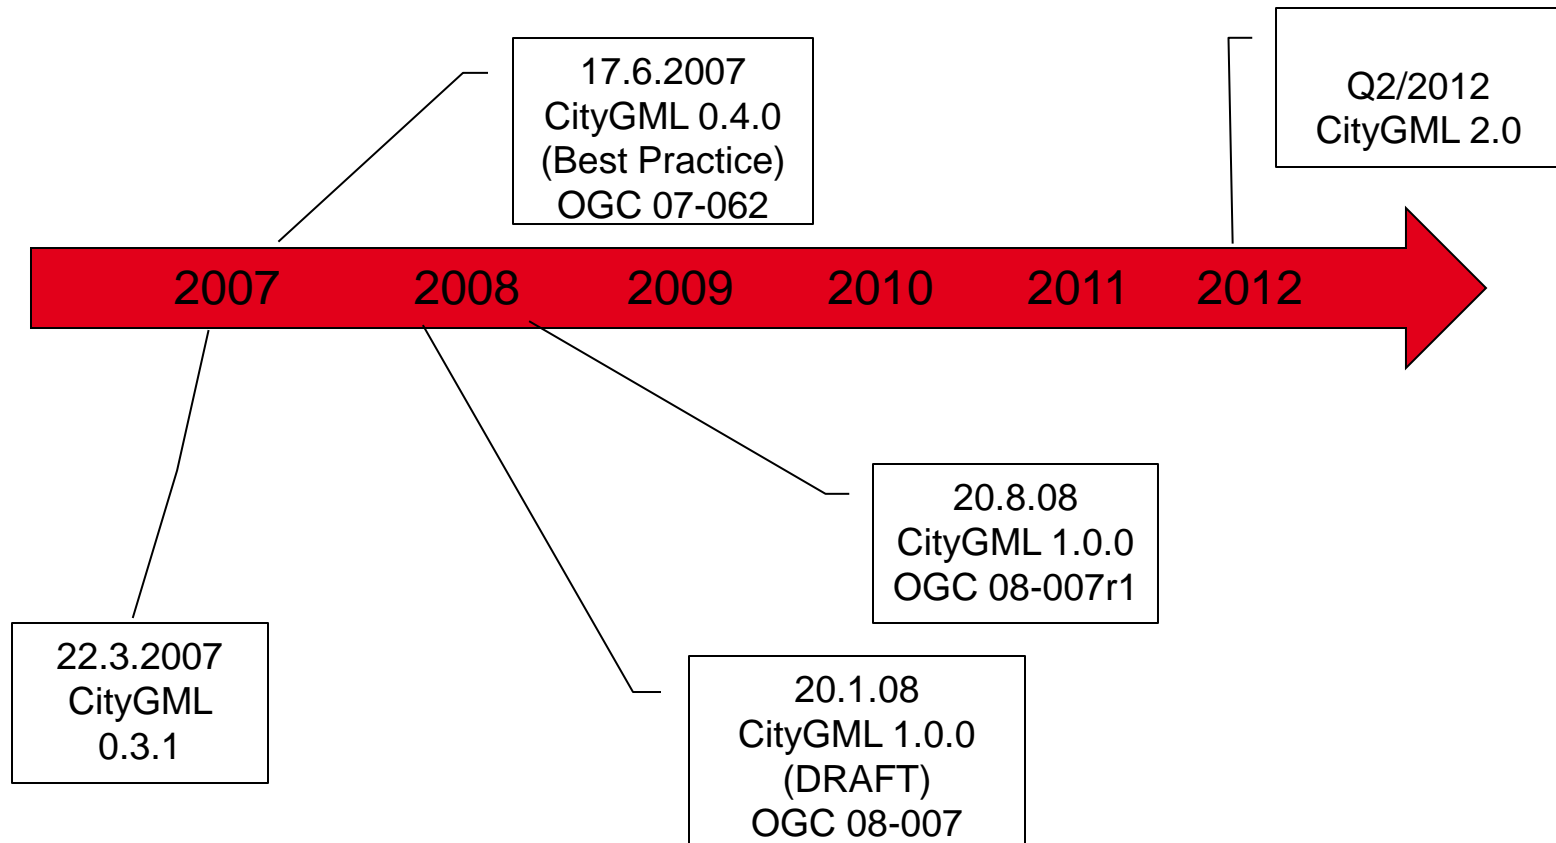 17.6.2007
CityGML 0.4.0
(Best Practice)
OGC 07-062
Q2/2012
CityGML 2.0
2007 2008 2009 2010 2011 2012
20.8.08
CityGML 1.0.0
OGC 08-007r1
22.3.2007
CityGML
0.3.1
20.1.08
CityGML 1.0.0
(DRAFT)
OGC 08-007